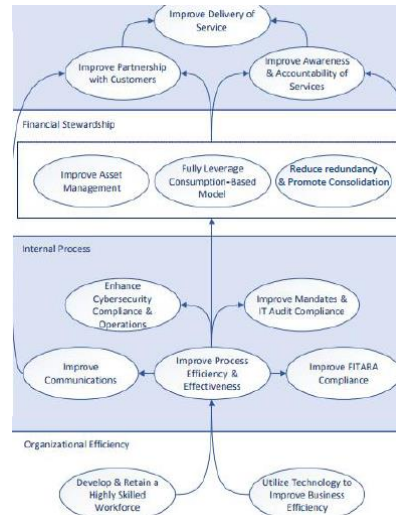 Improve Delivery of
Service
Improve Partnership
with Customers
Improve Awareness
& Accountability of
Services
Financial Stewardship
Improve Asset
Management
Fully Leverage
Consumption-Based
Model
Reduce redundancy
& Promote Consolidation
Internal Process
Enhance
Cybersecurity
Compliance &
Operations
Improve Mandates &
IT Audit Compliance
Improve
Communications
Improve Process
Efficiency &
Effectiveness
Improve FITARA
Compliance
Organizational Efficiency
Develop & Retain a
Highly Skilled
Workforce
Utilize Technology to
Improve Business
Efficiency